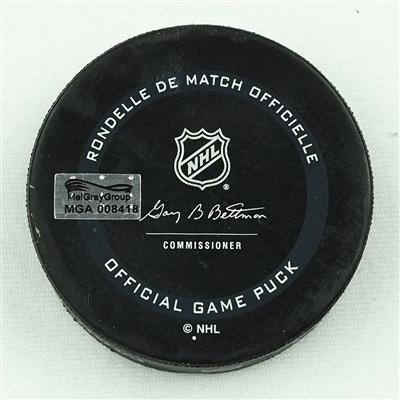 RONDELLE DE MATCH OFFICIELLE
NHL
MeiGrayGroup
MGA 008418
Gary B Bettman
COMMISSIONER
OFFICIAL GAME PUCK
© NHL